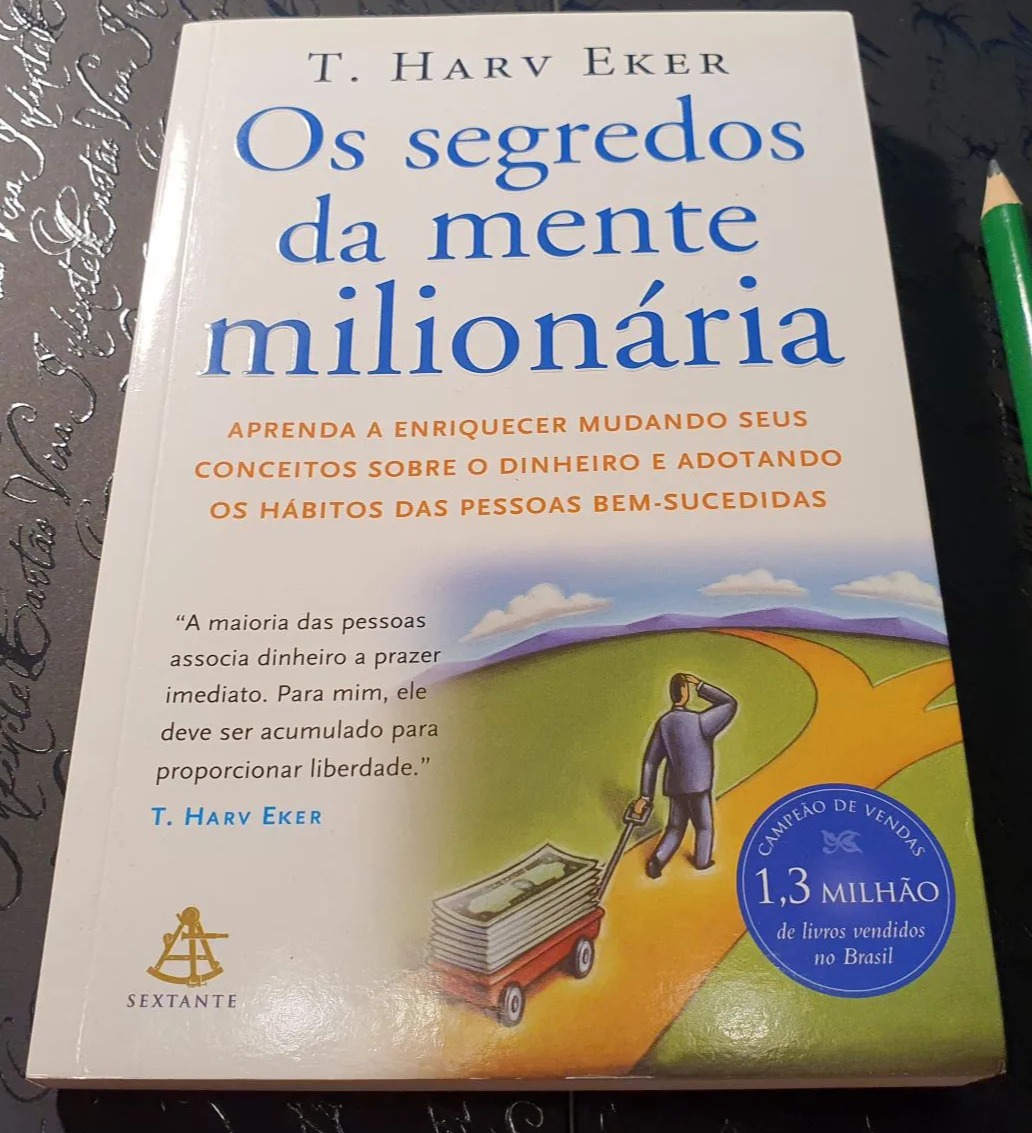 T. HARV EKER
Os segredos
da mente
milionária
APRENDA A ENRIQUECER MUDANDO SEUS
CONCEITOS SOBRE O DINHEIRO E ADOTANDO
OS HÁBITOS DAS PESSOAS BEM-SUCEDIDAS
“A maioria das pessoas
associa dinheiro a prazer
imediato. Para mim, ele
deve ser acumulado para
proporcionar liberdade.”
T. HARV EKER
SEXTANTE
CAMPEÃO DE VENDAS
1,3 MILHÃO
de livros vendidos
no Brasil